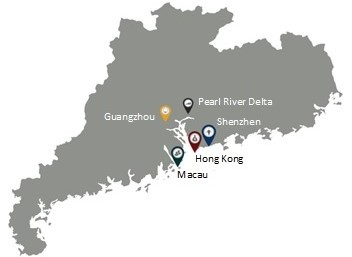 Pearl River Delta
Guangzhou
Shenzhen
Hong Kong
Macau